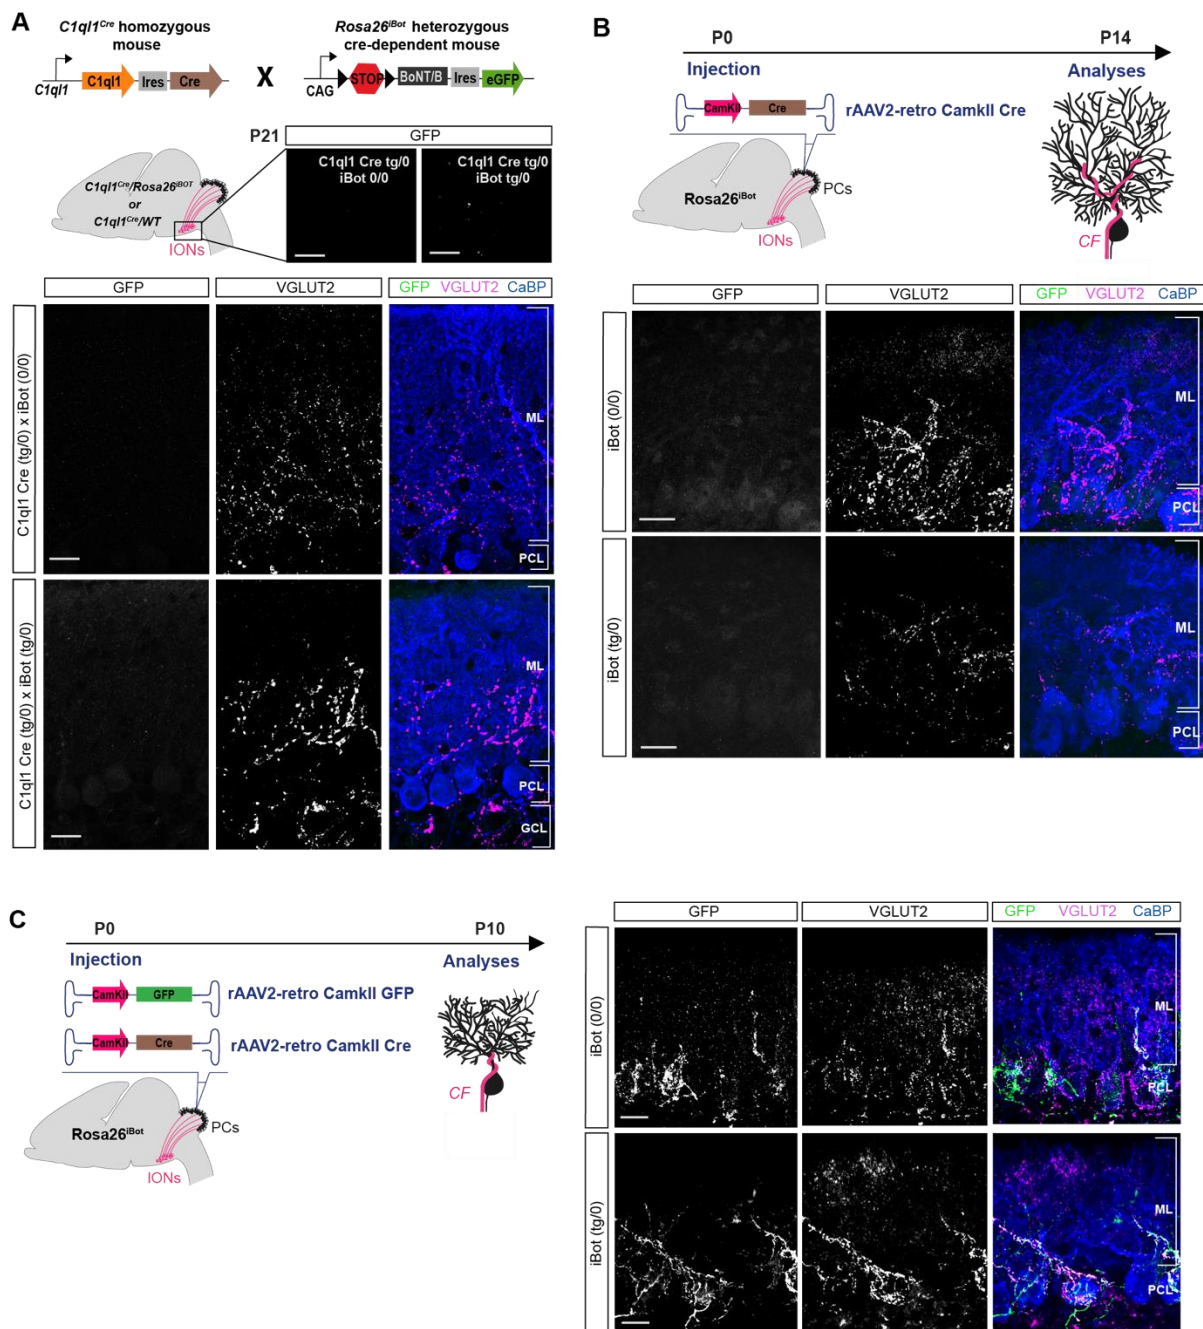 A
C1ql1Cre homozygous
mouse
Rosa26iBot heterozygous
cre-dependent mouse
C1ql1
C1ql1
Ires
Cre
X
CAG
STOP
BoNT/B
Ires
eGFP
P21
GFP
C1ql1 Cre tg/0
iBot 0/0
C1ql1 Cre tg/0
iBot tg/0
C1ql1Cre/Rosa26iBOT
or
C1ql1Cre/WT
IONs
GFP
VGLUT2
GFP VGLUT2 CaBP
C1ql1 Cre (tg/0) x iBot (0/0)
ML
PCL
C1ql1 Cre (tg/0) x iBot (tg/0)
ML
PCL
GCL
B
P0
P14
Injection
Analyses
CamKII
Cre
rAAV2-retro CamkII Cre
Rosa26iBot
PCs
IONs
CF
GFP
VGLUT2
GFP VGLUT2 CaBP
iBot (0/0)
ML
PCL
iBot (tg/0)
ML
PCL
C
P0
P10
Injection
Analyses
CamKII
GFP
rAAV2-retro CamkII GFP
CamKII
Cre
rAAV2-retro CamkII Cre
Rosa26iBot
PCs
IONs
CF
GFP
VGLUT2
GFP VGLUT2 CaBP
iBot (0/0)
ML
PCL
iBot (tg/0)
ML
PCL